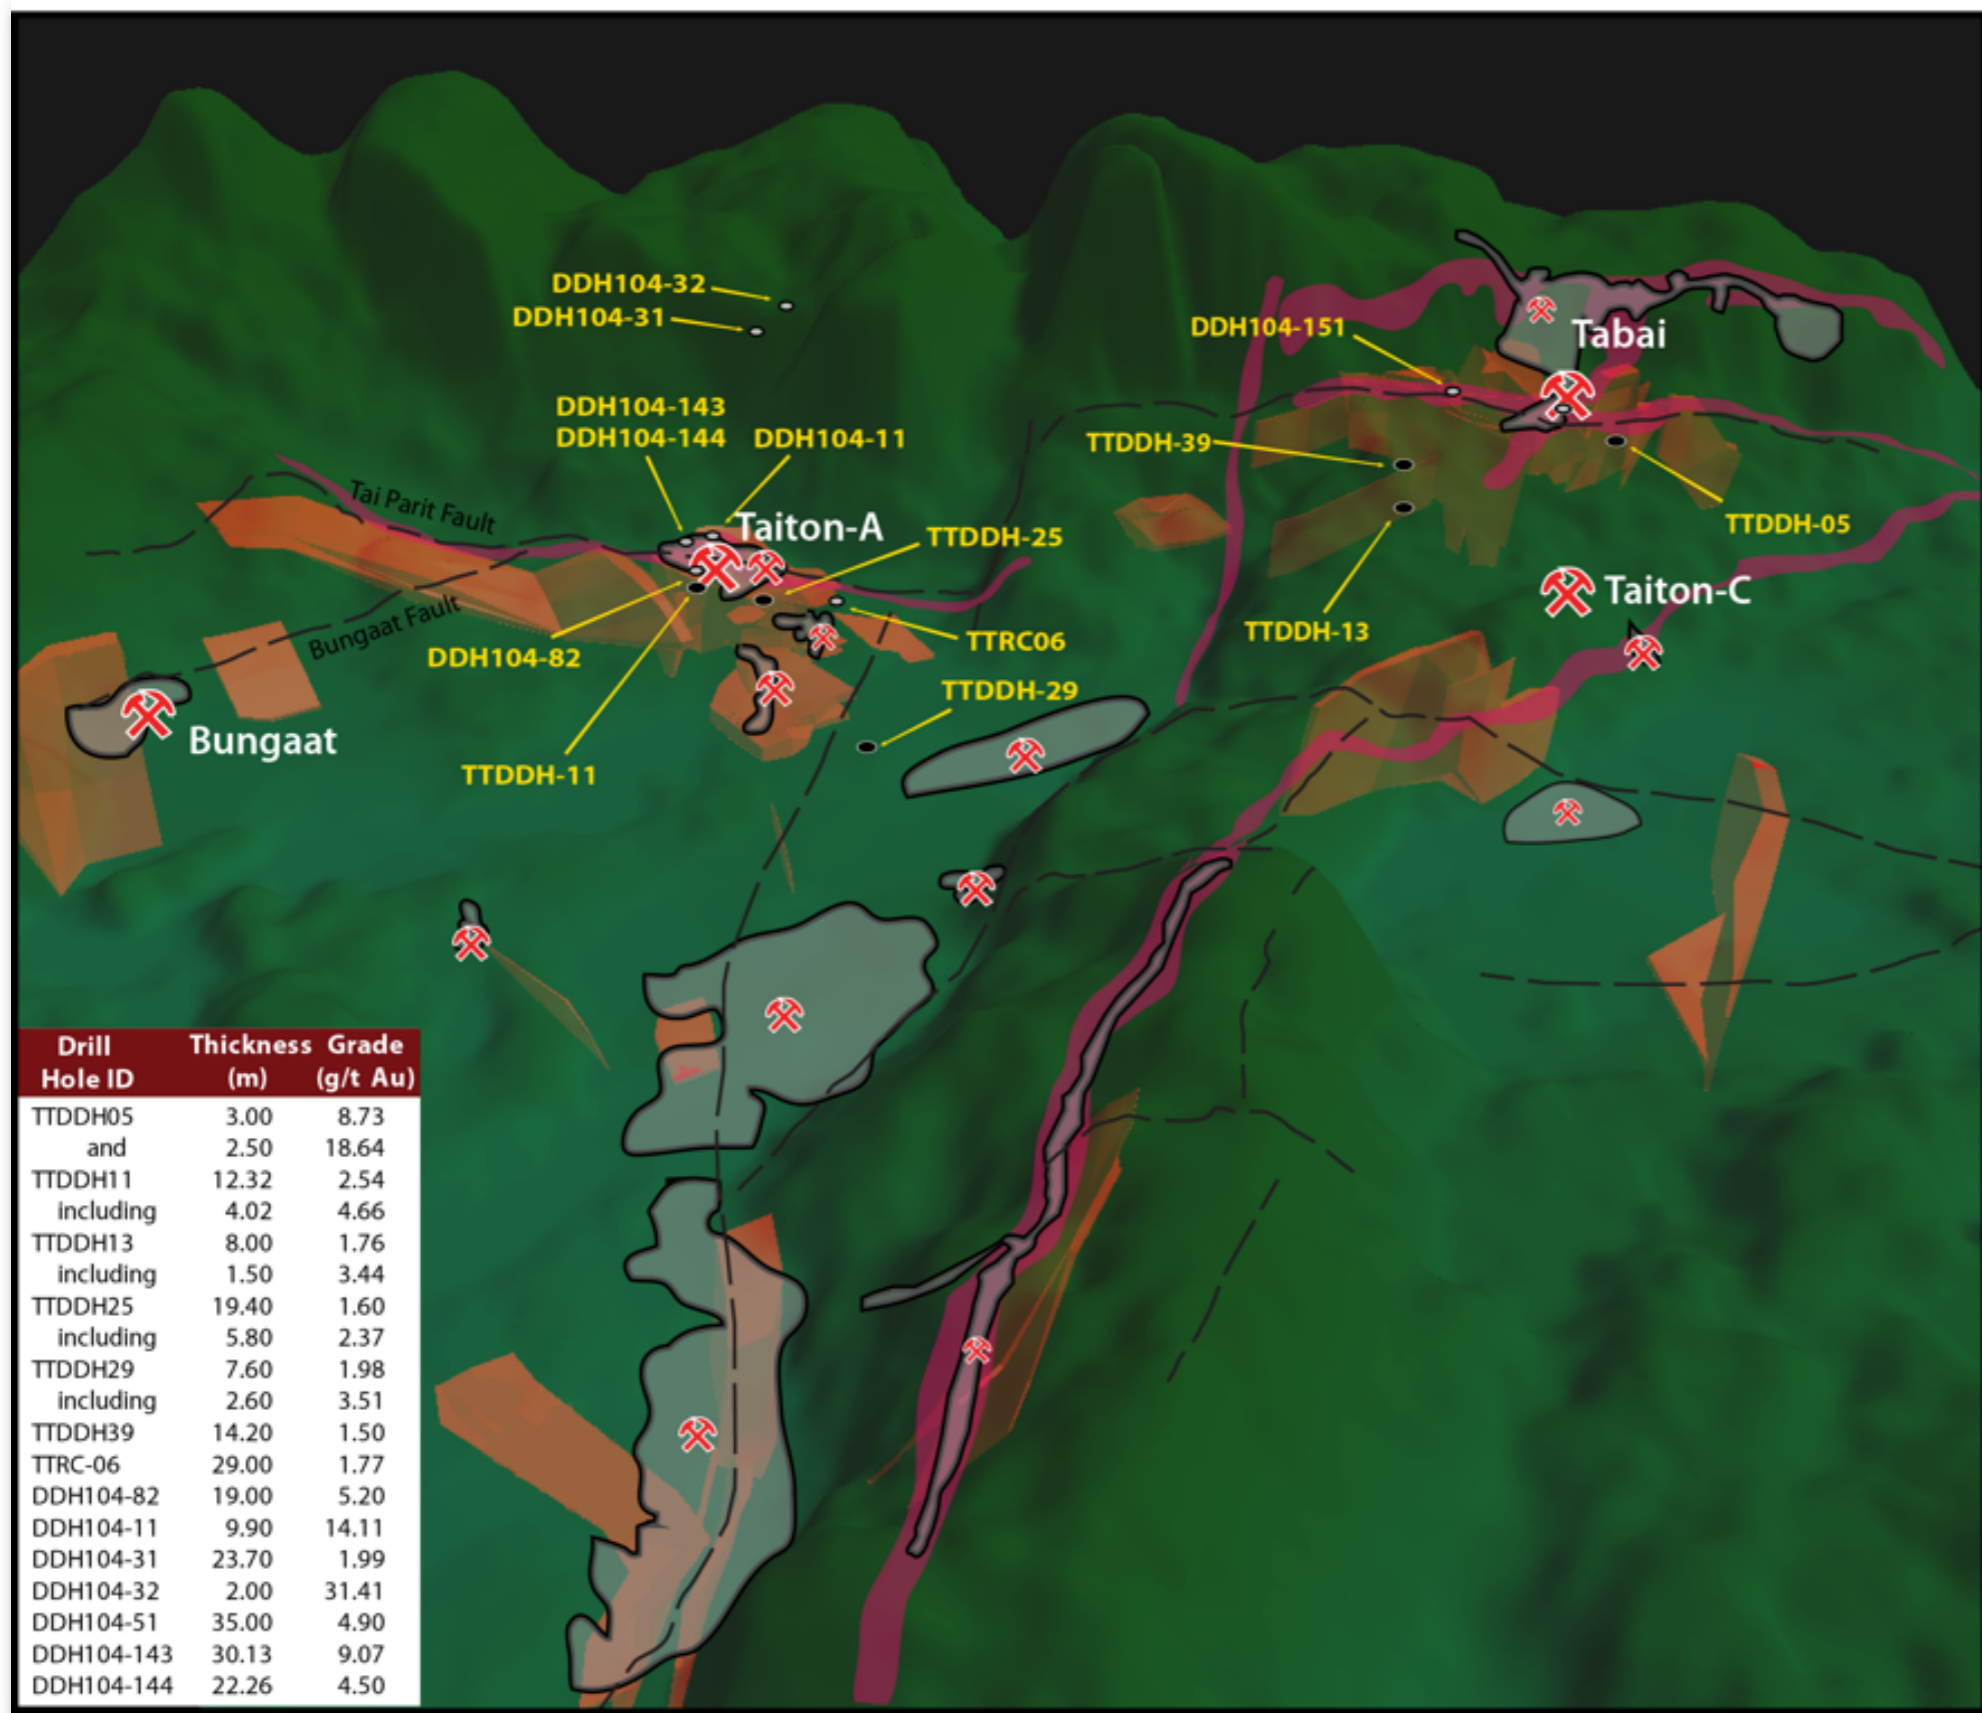 DDH104-32
DDH104-31
DDH104-151
Tabai
DDH104-143
DDH104-144 DDH104-11
TTDDH-39
Tai Parit Fault
Taiton-A
TTDDH-25
TTDDH-05
Taiton-C
Bungaat Fault
DDH104-82
TTRC06
TTDDH-13
TTDDH-29
Bungaat
TTDDH-11
Drill Thickness Grade
Hole ID (m) (g/t Au)
TTDDH05 3.00 8.73
and 2.50 18.64
TTDDH11 12.32 2.54
including 4.02 4.66
TTDDH13 8.00 1.76
including 1.50 3.44
TTDDH25 19.40 1.60
including 5.80 2.37
TTDDH29 7.60 1.98
including 2.60 3.51
TTDDH39 14.20 1.50
TTRC-06 29.00 1.77
DDH104-82 19.00 5.20
DDH104-11 9.90 14.11
DDH104-31 23.70 1.99
DDH104-32 2.00 31.41
DDH104-51 35.00 4.90
DDH104-143 30.13 9.07
DDH104-144 22.26 4.50